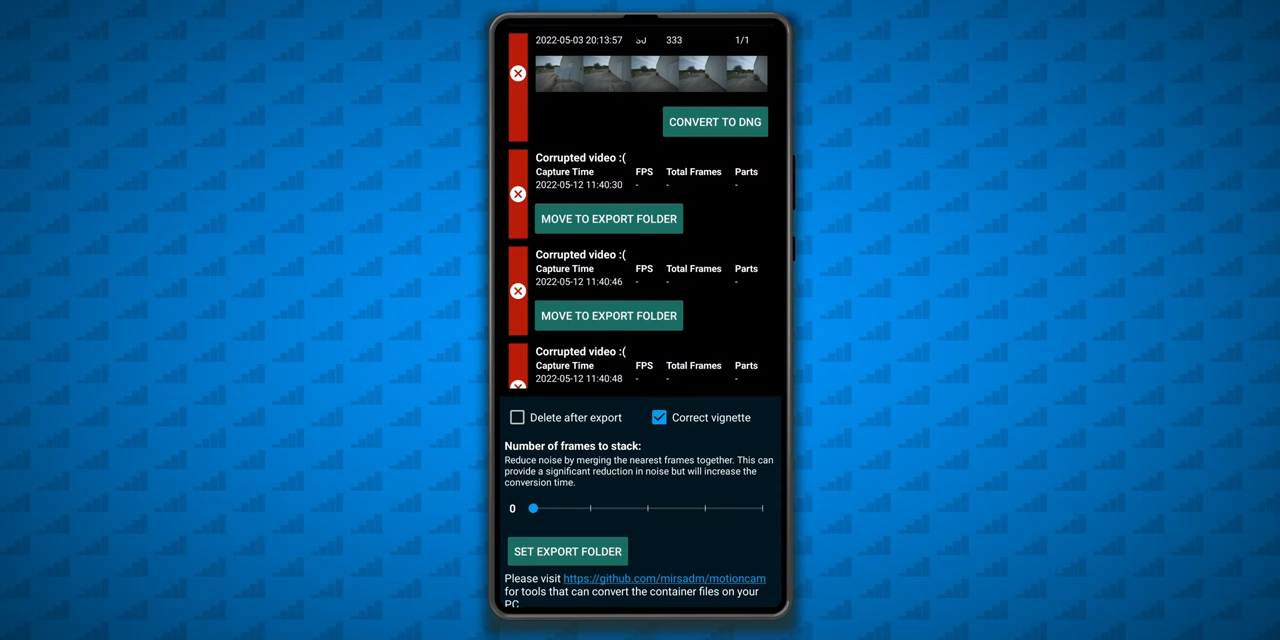 2022-05-03 20:13:57 333 1/1
CONVERT TO DNG
Corrupted video :(
Capture Time FPS Total Frames Parts
2022-05-12 11:40:30 - - -
MOVE TO EXPORT FOLDER
Corrupted video :(
Capture Time FPS Total Frames Parts
2022-05-12 11:40:46 - - -
MOVE TO EXPORT FOLDER
Corrupted video :(
Capture Time FPS Total Frames Parts
2022-05-12 11:40:48 - - -
Delete after export Correct vignette
Number of frames to stack:
Reduce noise by merging the nearest frames together. This can
provide a significant reduction in noise but will increase the
conversion time.
0
SET EXPORT FOLDER
Please visit https://github.com/mirsadm/motioncam
for tools that can convert the container files on your
PC